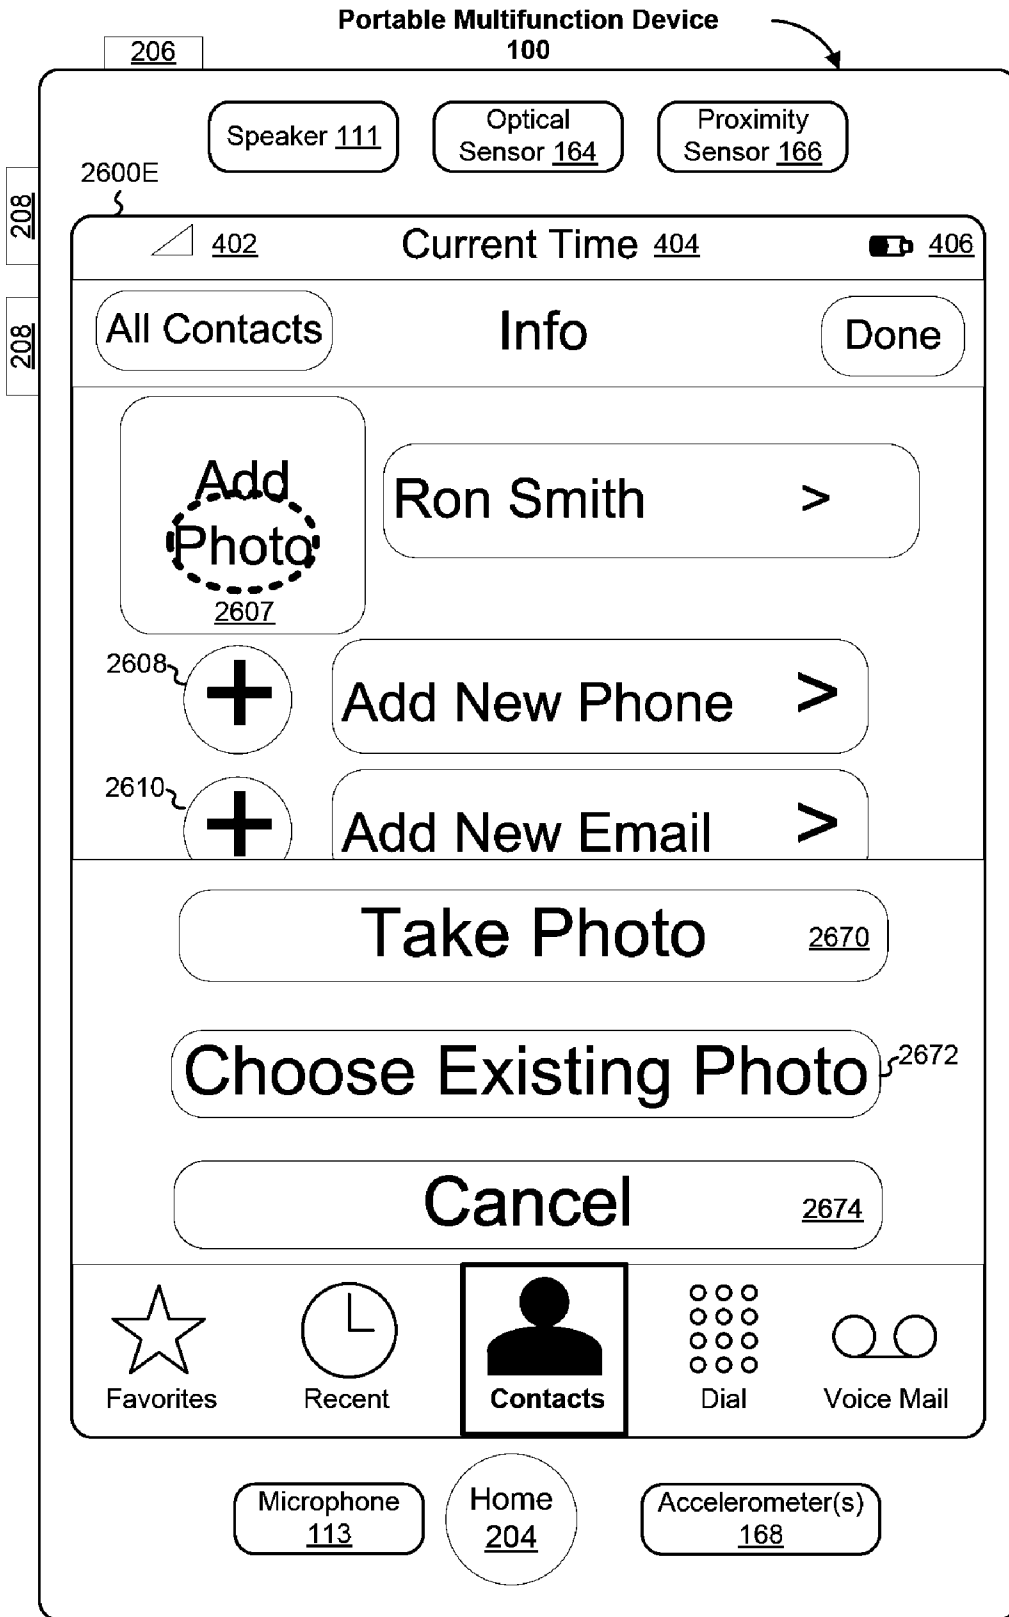 Portable Multifunction Device
100
206
Speaker 111
Optical
Sensor 164
Proximity
Sensor 166
2600E
208
208
402
Current Time 404
406
All Contacts
Info
Done
Add
Photo
2607
Ron Smith >
2608
+
Add New Phone >
2610
+
Add New Email >
Take Photo 2670
Choose Existing Photo
2672
Cancel 2674
Favorites
Recent
Contacts
Dial
Voice Mail
Microphone
113
Home
204
Accelerometer(s)
168